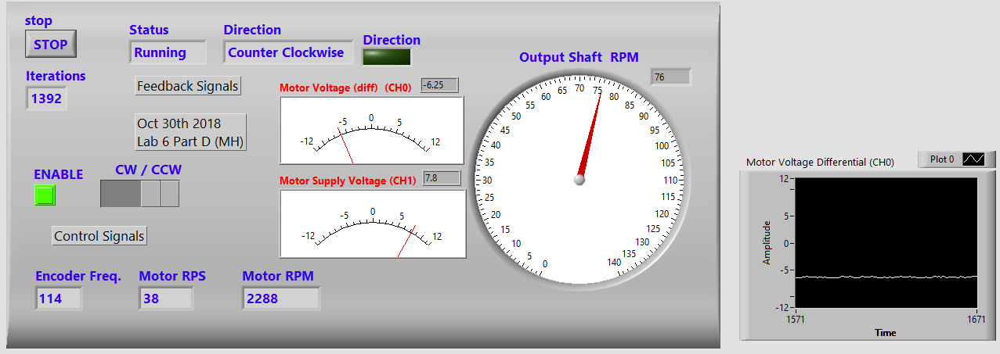 stop
STOP
Status
Running
Direction
Counter Clockwise
Direction
Iterations
1392
Feedback Signals
Oct 30th 2018
Lab 6 Part D (MH)
ENABLE
CW / CCW
Control Signals
Encoder Freq.
114
Motor RPS
38
Motor RPM
2288
Motor Voltage (diff) (CH0)
-6.25
-12 -5 0 5 12
Motor Supply Voltage (CH1)
7.8
-12 -5 0 5 12
Output Shaft RPM
76
0 5 10 15 20 25 30 35 40 45 50 55 60 65 70 75 80 85 90 95 100 105 110 115 120 125 130 135 140
Motor Voltage Differential (CH0)
Plot 0
12
5
0
-5
-12
Amplitude
1571 1671
Time